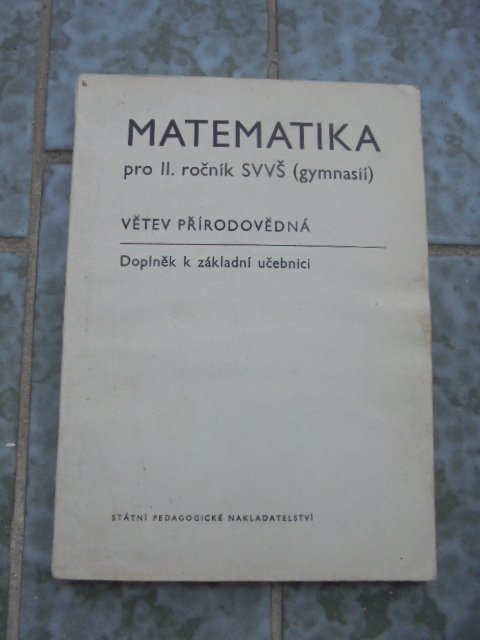 MATEMATIKA
pro II. ročník SVVŠ (gymnasií)
VĚTEV PŘÍRODOVĚDNÁ
Doplněk k základní učebnici
STÁTNÍ PEDAGOGICKÉ NAKLADATELSTVÍ